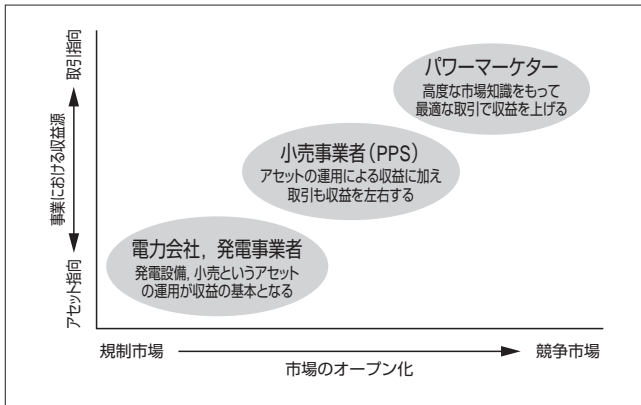 取引指向
事業における収益源
アセット指向
パワーマーケター
高度な市場知識をもって
最適な取引で収益を上げる
小売事業者(PPS)
アセットの運用による収益に加え
取引も収益を左右する
電力会社，発電事業者
発電設備，小売というアセット
の運用が収益の基本となる
規制市場
競争市場
市場のオープン化